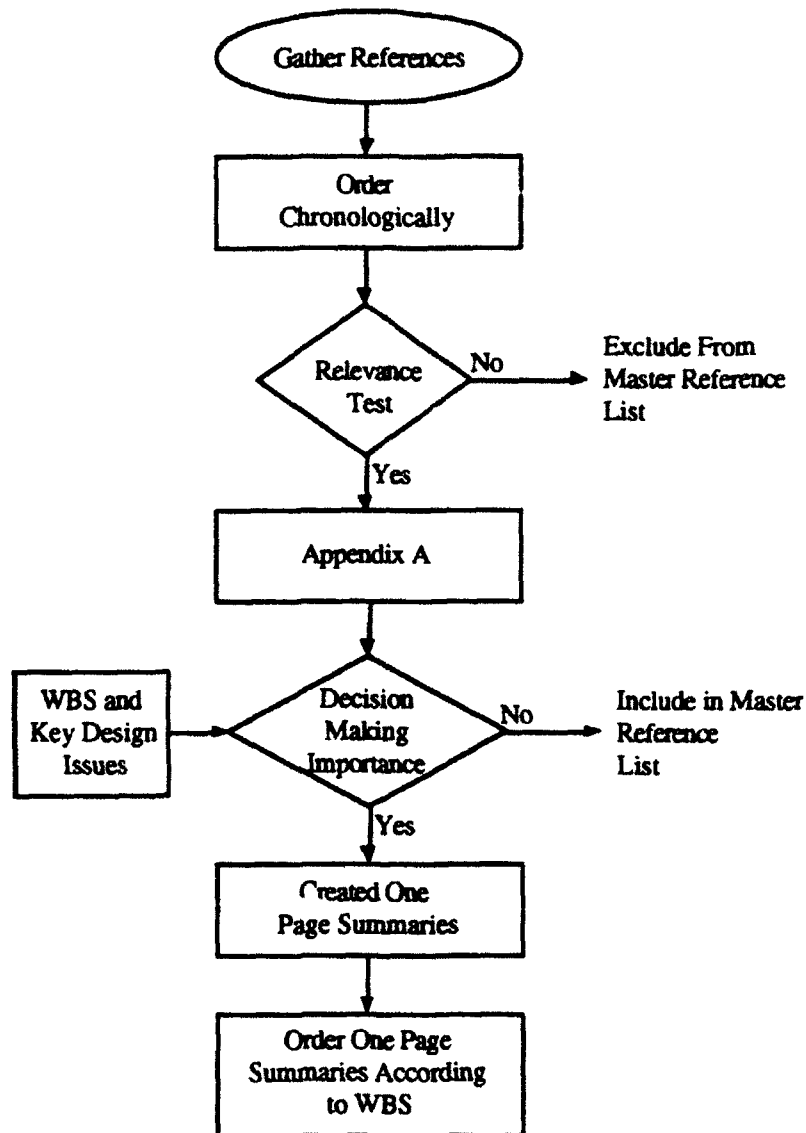 Gather References
Order
Chronologically
Relevance
Test
No
Exclude From
Master Reference
List
Yes
Appendix A
WBS and
Key Design
Issues
Decision
Making
Importance
No
Include in Master
Reference
List
Yes
Created One
Page Summaries
Order One Page
Summaries According
to WBS